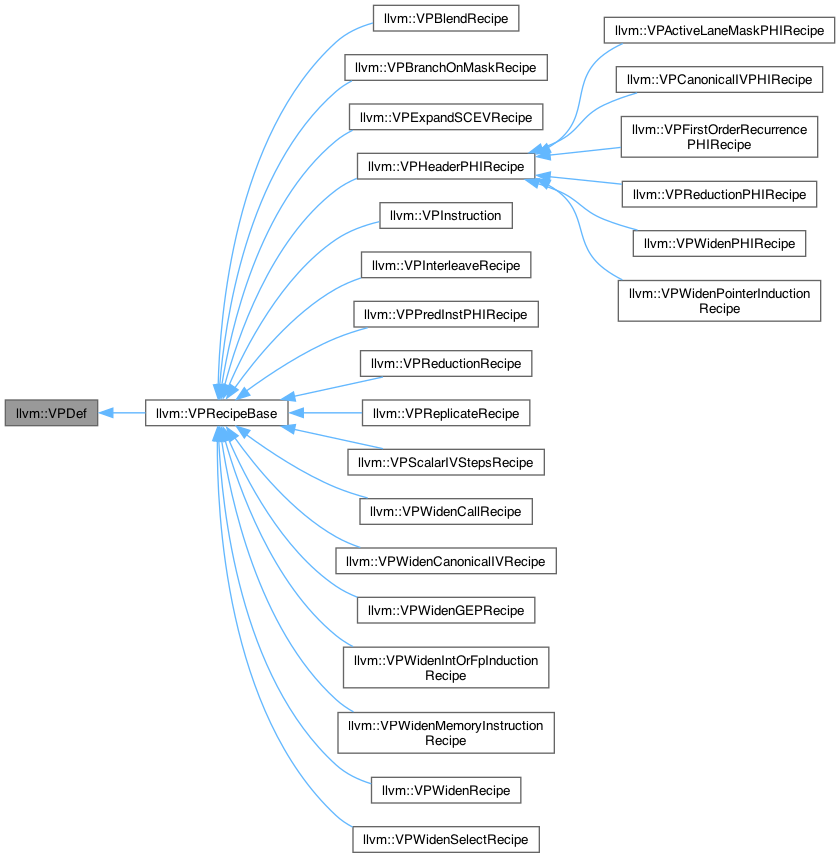 llvm::VPBlendRecipe
llvm::VPActiveLaneMaskPHIRecipe
llvm::VPBranchOnMaskRecipe
llvm::VPCanonicalIVPHIRecipe
llvm::VPExpandSCEVRecipe
llvm::VPFirstOrderRecurrence
PHIRecipe
llvm::VPHeaderPHIRecipe
llvm::VPReductionPHIRecipe
llvm::VPInstruction
llvm::VPWidenPHIRecipe
llvm::VPInterleaveRecipe
llvm::VPWidenPointerInduction
Recipe
llvm::VPPredInstPHIRecipe
llvm::VPReductionRecipe
llvm::VPDef
llvm::VPRecipeBase
llvm::VPReplicateRecipe
llvm::VPScalarIVStepsRecipe
llvm::VPWidenCallRecipe
llvm::VPWidenCanonicalIVRecipe
llvm::VPWidenGEPRecipe
llvm::VPWidenIntOrFpInduction
Recipe
llvm::VPWidenMemoryInstruction
Recipe
llvm::VPWidenRecipe
llvm::VPWidenSelectRecipe